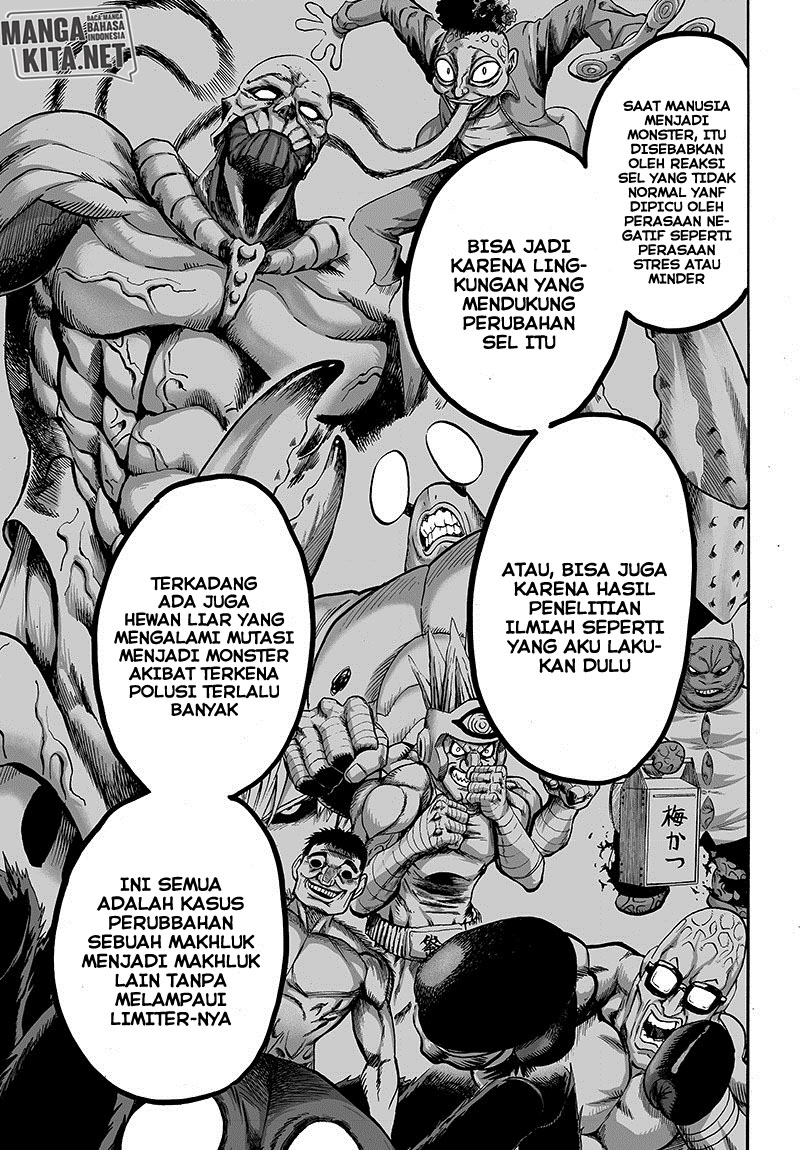 MANGA
KITA.NET
BACA MANGA
BAHASA
INDONESIA
SAAT MANUSIA
MENJADI
MONSTER, ITU
DISEBABKAN
OLEH REAKSI
SEL YANG TIDAK
NORMAL YANF
DIPICU OLEH
PERASAAN NE-
GATIF SEPERTI
PERASAAN
STRES ATAU
MINDER
BISA JADI
KARENA LING-
KUNGAN YANG
MENDUKUNG
PERUBAHAN
SEL ITU
ATAU, BISA JUGA
KARENA HASIL
PENELITIAN
ILMIAH SEPERTI
YANG AKU LAKU-
KAN DULU
TERKADANG
ADA JUGA
HEWAN LIAR YANG
MENGALAMI MUTASI
MENJADI MONSTER
AKIBAT TERKENA
POLUSI TERLALU
BANYAK
梅かつ
INI SEMUA
ADALAH KASUS
PERUBBAHAN
SEBUAH MAKHLUK
MENJADI MAKHLUK
LAIN TANPA
MELAMPAUI
LIMITER-NYA